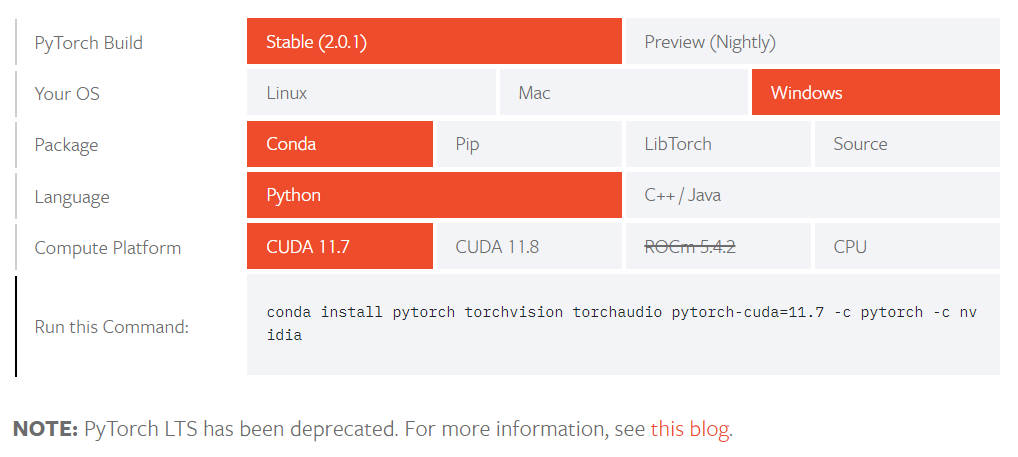 PyTorch Build Stable (2.0.1) Preview (Nightly)
Your OS Linux Mac Windows
Package Conda Pip LibTorch Source
Language Python C++ / Java
Compute Platform CUDA 11.7 CUDA 11.8 ROCm 5.4.2 CPU
Run this Command: conda install pytorch torchvision torchaudio pytorch-cuda=11.7 -c pytorch -c nv
idia
NOTE: PyTorch LTS has been deprecated. For more information, see this blog.